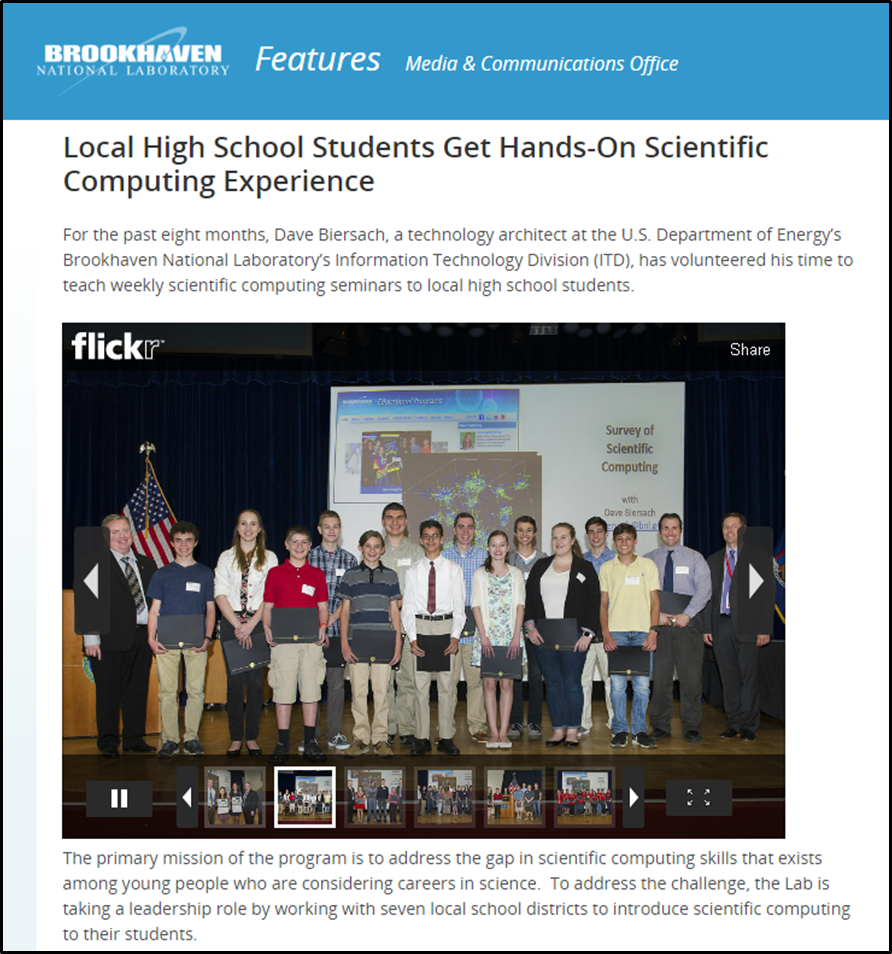 BROOKHAVEN
NATIONAL LABORATORY
Features Media & Communications Office
Local High School Students Get Hands-On Scientific
Computing Experience
For the past eight months, Dave Biersach, a technology architect at the U.S. Department of Energy’s
Brookhaven National Laboratory’s Information Technology Division (ITD), has volunteered his time to
teach weekly scientific computing seminars to local high school students.
flickr
Share
BROOKHAVEN
Educational Programs
Survey of
Scientific
Computing
with
Dave Biersach
The primary mission of the program is to address the gap in scientific computing skills that exists
among young people who are considering careers in science. To address the challenge, the Lab is
taking a leadership role by working with seven local school districts to introduce scientific computing
to their students.